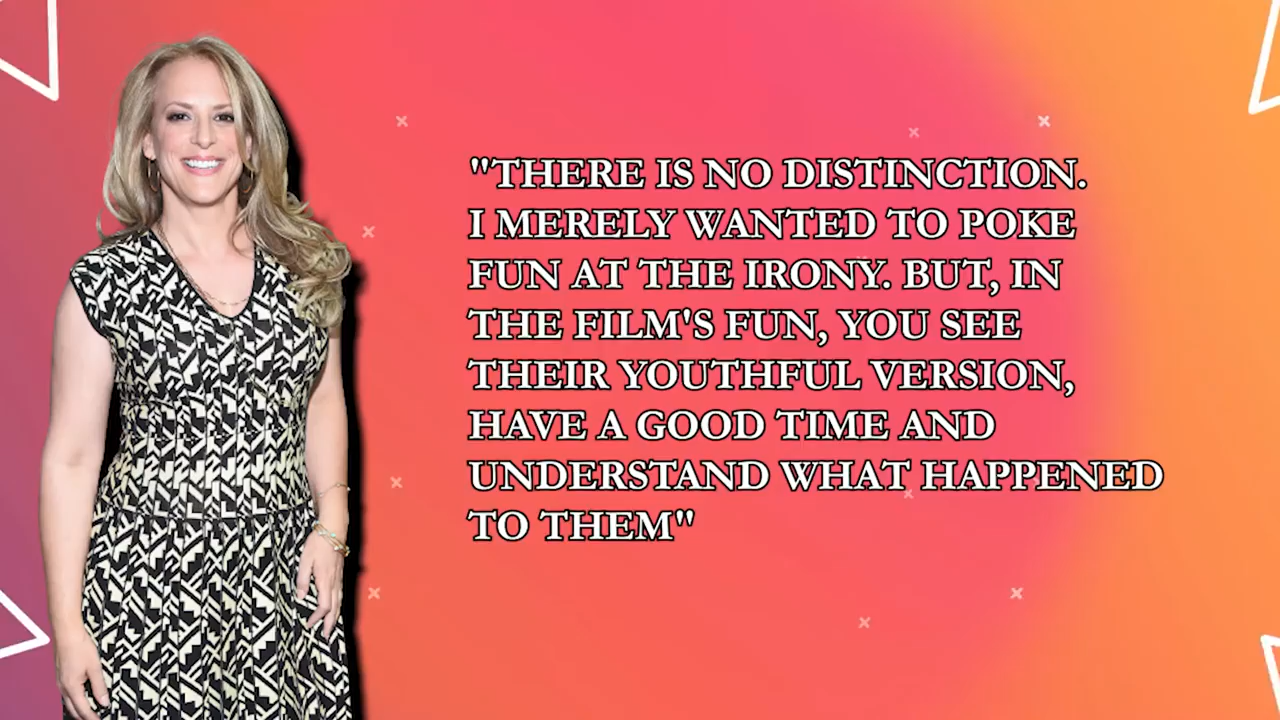 "THERE IS NO DISTINCTION.
I MERELY WANTED TO POKE
FUN AT THE IRONY. BUT, IN
THE FILM'S FUN, YOU SEE
THEIR YOUTHFUL VERSION,
HAVE A GOOD TIME AND
UNDERSTAND WHAT HAPPENED
TO THEM"